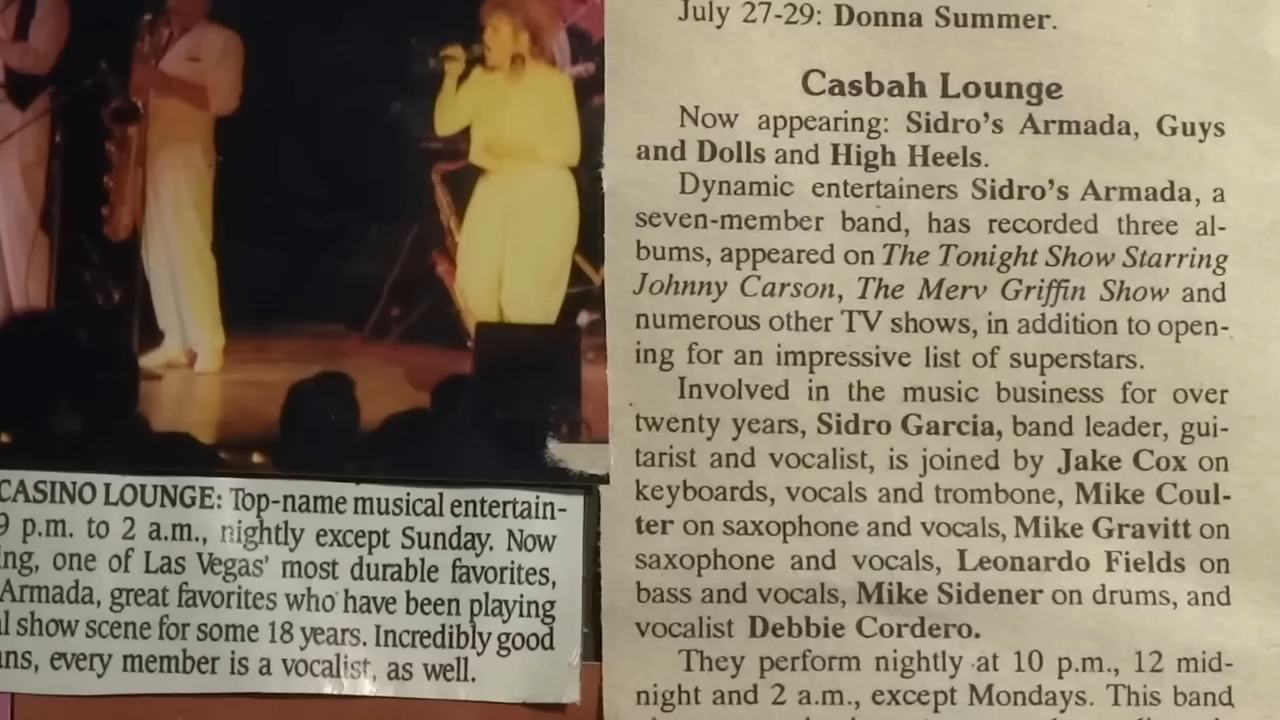 CASINO LOUNGE: Top-name musical entertain-
9 p.m. to 2 a.m., nightly except Sunday. Now
ng, one of Las Vegas' most durable favorites,
Armada, great favorites who have been playing
l show scene for some 18 years. Incredibly good
ns, every member is a vocalist, as well.
July 27-29: Donna Summer.
Casbah Lounge
Now appearing: Sidro's Armada, Guys
and Dolls and High Heels.
Dynamic entertainers Sidro's Armada, a
seven-member band, has recorded three al-
bums, appeared on The Tonight Show Starring
Johnny Carson, The Merv Griffin Show and
numerous other TV shows, in addition to open-
ing for an impressive list of superstars.
Involved in the music business for over
twenty years, Sidro Garcia, band leader, gui-
tarist and vocalist, is joined by Jake Cox on
keyboards, vocals and trombone, Mike Coul-
ter on saxophone and vocals, Mike Gravitt on
saxophone and vocals, Leonardo Fields on
bass and vocals, Mike Sidener on drums, and
vocalist Debbie Cordero.
They perform nightly at 10 p.m., 12 mid-
night and 2 a.m., except Mondays. This band